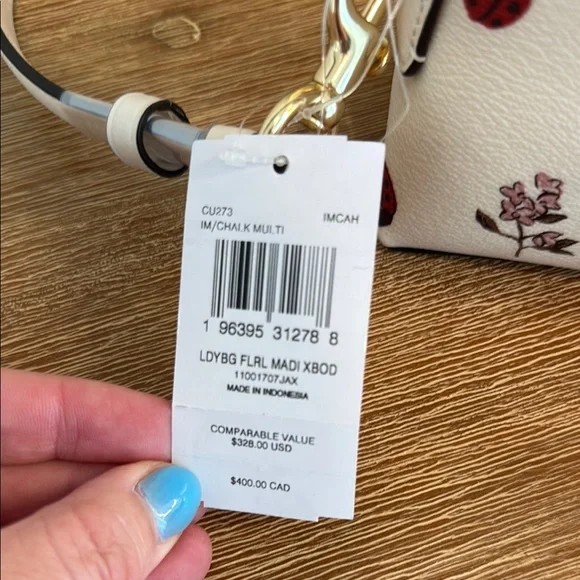 CU273 IMCAH
IM/CHALK MULTI
1 96395 31278 8
LDYBG FLRL MADI XBOD
11001707JAX
MADE IN INDONESIA
COMPARABLE VALUE
$328.00 USD
$400.00 CAD